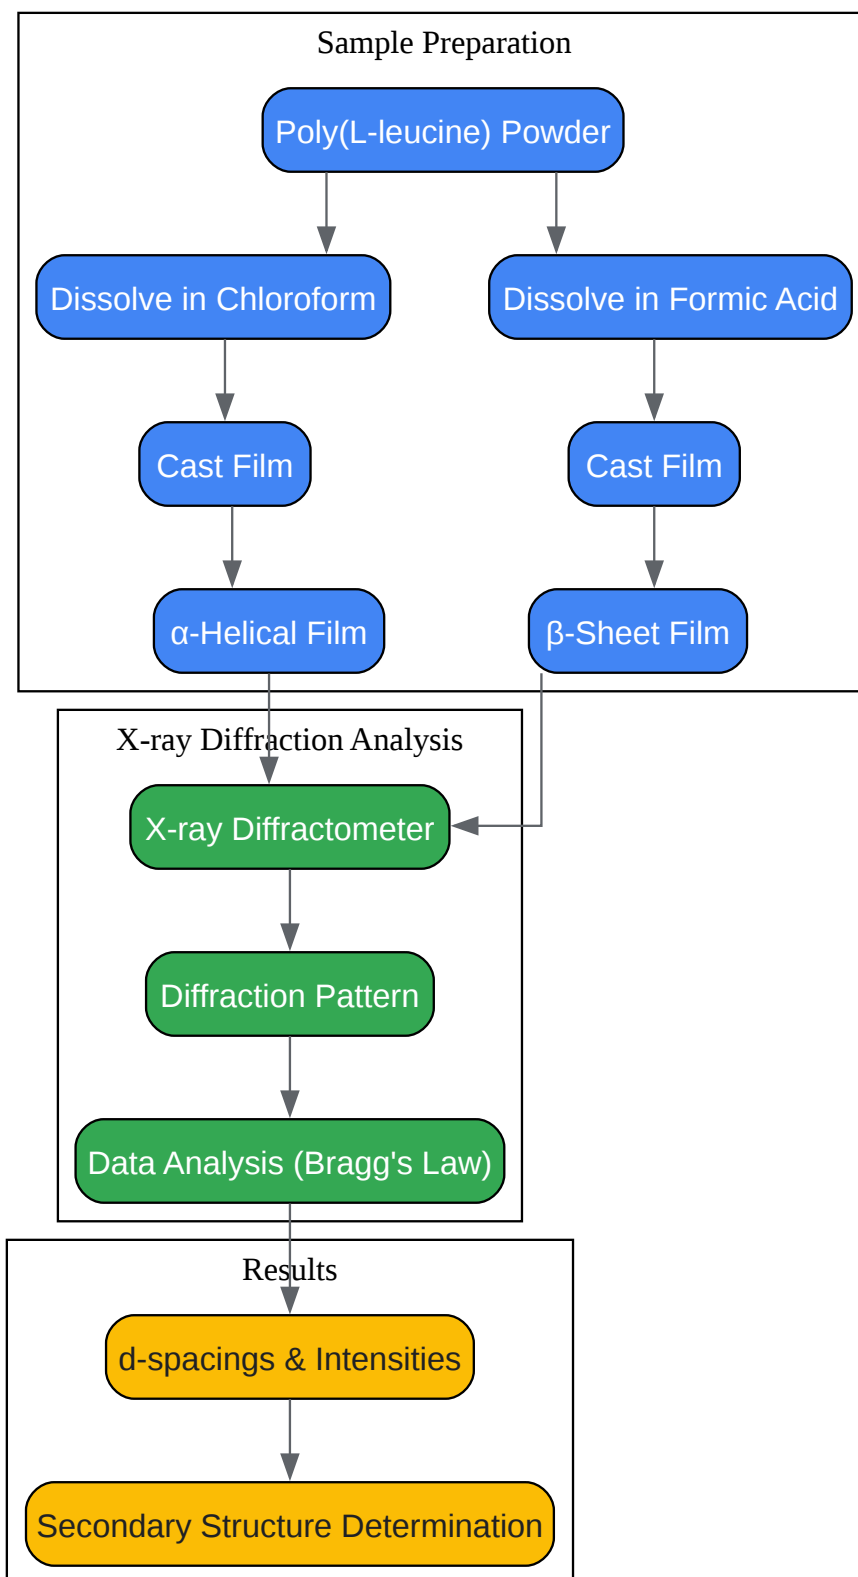 Sample Preparation
Poly(L-leucine) Powder
Dissolve in Chloroform
Dissolve in Formic Acid
Cast Film
Cast Film
α-Helical Film
β-Sheet Film
X-ray Diffraction Analysis
X-ray Diffractometer
Diffraction Pattern
Data Analysis (Bragg's Law)
Results
d-spacings & Intensities
Secondary Structure Determination